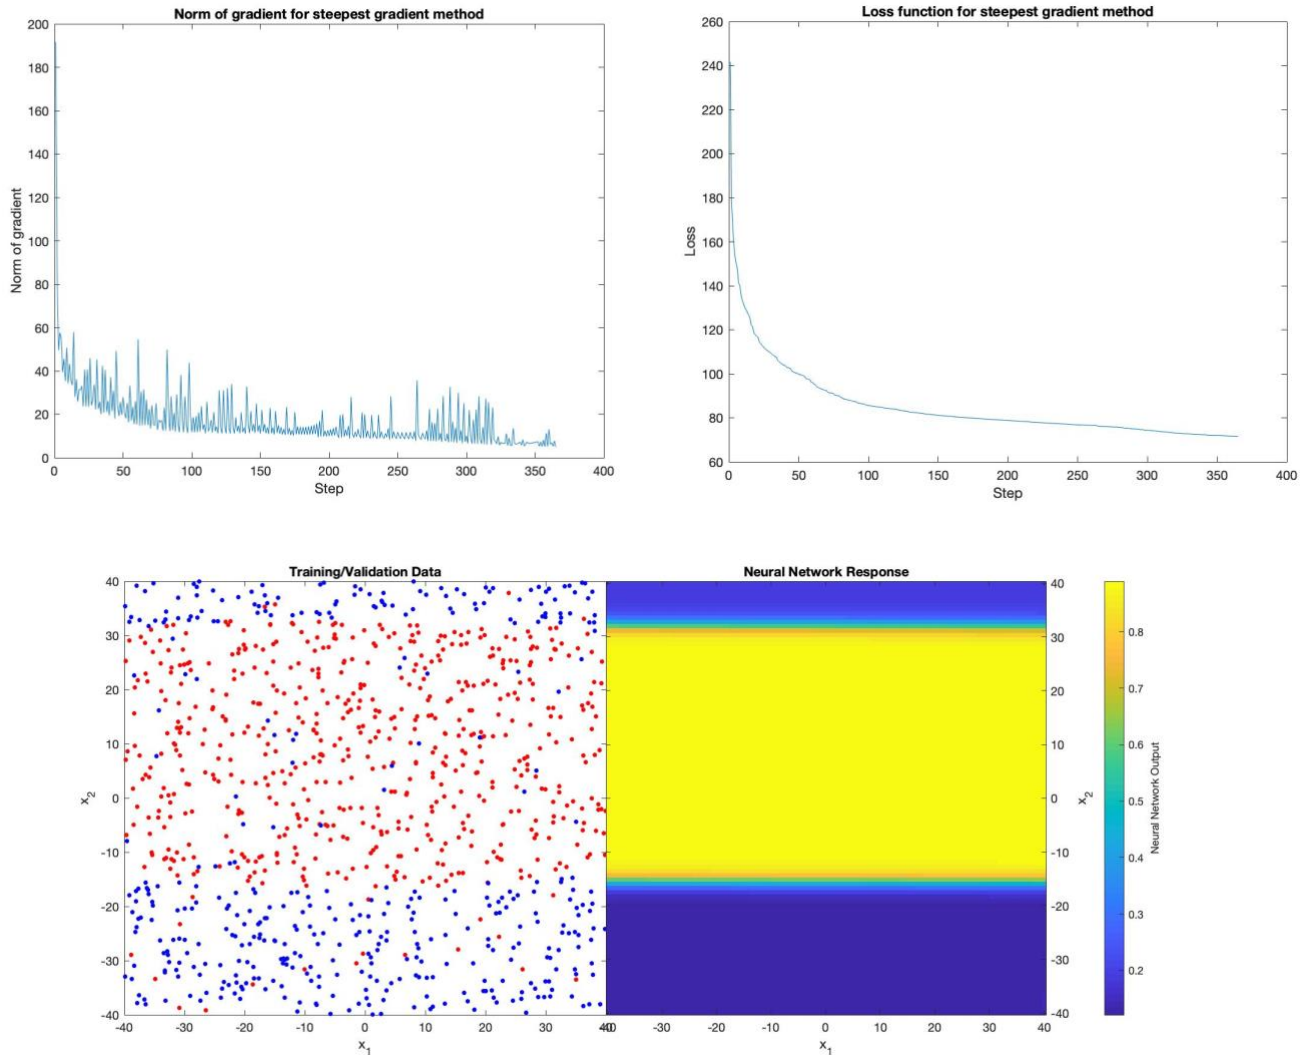 Norm of gradient for steepest gradient method
200
180
160
140
120
100
80
60
40
20
0
Norm of gradient
0 50 100 150 200 250 300 350 400
Step
Loss function for steepest gradient method
260
240
220
200
180
160
140
120
100
80
60
Loss
0 50 100 150 200 250 300 350 400
Step
Training/Validation Data
40
30
20
10
0
-10
-20
-30
-40
x2
-40 -30 -20 -10 0 10 20 30
x1
Neural Network Response
40
30
20
10
0
-10
-20
-30
-40
x2
-30 -20 -10 0 10 20 30 40
x1
0.8
0.7
0.6
0.5
0.4
0.3
0.2
Neural Network Output